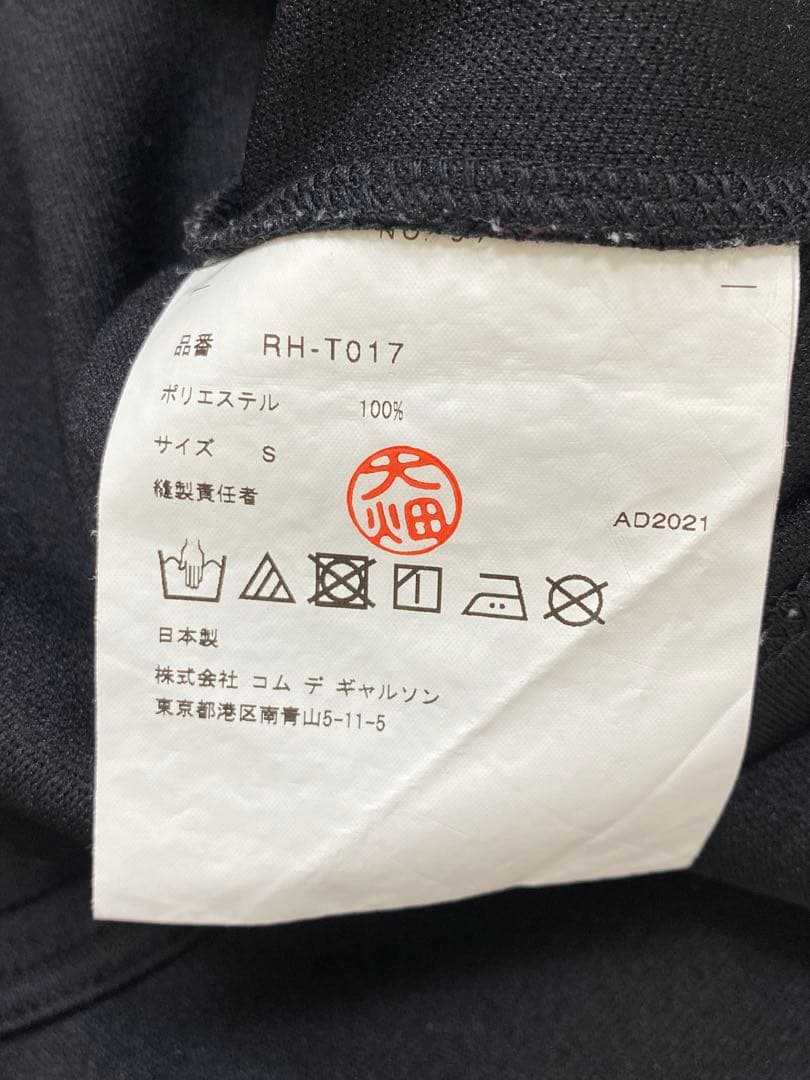 品番 RH-T017
ポリエステル 100%
サイズ S
縫製責任者
大畑
AD2021
日本製
株式会社 コム デ ギャルソン
東京都港区南青山5-11-5